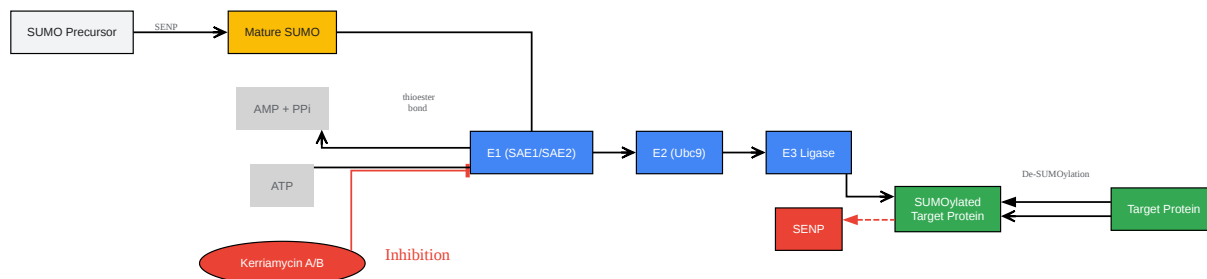 SUMO Precursor
SENP
Mature SUMO
AMP + PPi
thioester
bond
E1 (SAE1/SAE2)
E2 (Ubc9)
E3 Ligase
ATP
De-SUMOylation
SUMOylated
Target Protein
Target Protein
SENP
Kerriamycin A/B
Inhibition